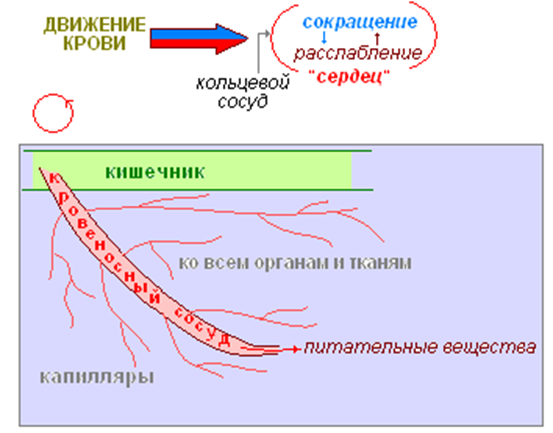 ДВИЖЕНИЕ
КРОВИ
сокращение
расслабление
"сердец"
кольцевой
сосуд
кишечник
кровеносный сосуд
ко всем органам и тканям
питательные вещества
капилляры